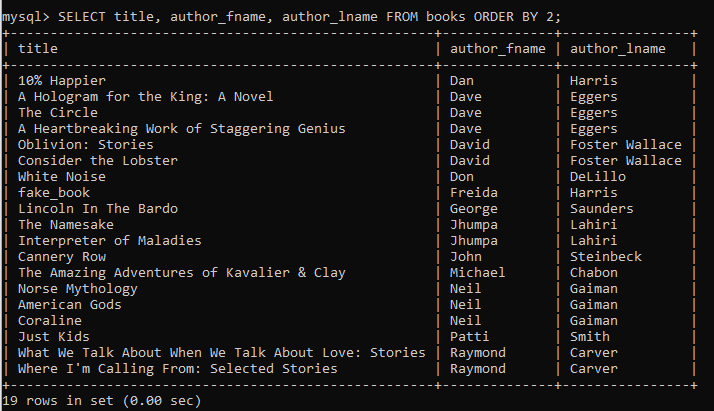 mysql> SELECT title, author_fname, author_lname FROM books ORDER BY 2;
+---------------------------------------------------+--------------+----------------+
| title                                             | author_fname | author_lname   |
+---------------------------------------------------+--------------+----------------+
| 10% Happier                                       | Dan          | Harris         |
| A Hologram for the King: A Novel                  | Dave         | Eggers         |
| The Circle                                        | Dave         | Eggers         |
| A Heartbreaking Work of Staggering Genius         | Dave         | Eggers         |
| Oblivion: Stories                                 | David        | Foster Wallace |
| Consider the Lobster                              | David        | Foster Wallace |
| White Noise                                       | Don          | DeLillo        |
| fake_book                                         | Freida       | Harris         |
| Lincoln In The Bardo                              | George       | Saunders       |
| The Namesake                                      | Jhumpa       | Lahiri         |
| Interpreter of Maladies                           | Jhumpa       | Lahiri         |
| Cannery Row                                       | John         | Steinbeck      |
| The Amazing Adventures of Kavalier & Clay         | Michael      | Chabon         |
| Norse Mythology                                   | Neil         | Gaiman         |
| American Gods                                     | Neil         | Gaiman         |
| Coraline                                          | Neil         | Gaiman         |
| Just Kids                                         | Patti        | Smith          |
| What We Talk About When We Talk About Love: Stories | Raymond      | Carver         |
| Where I'm Calling From: Selected Stories          | Raymond      | Carver         |
+---------------------------------------------------+--------------+----------------+
19 rows in set (0.00 sec)